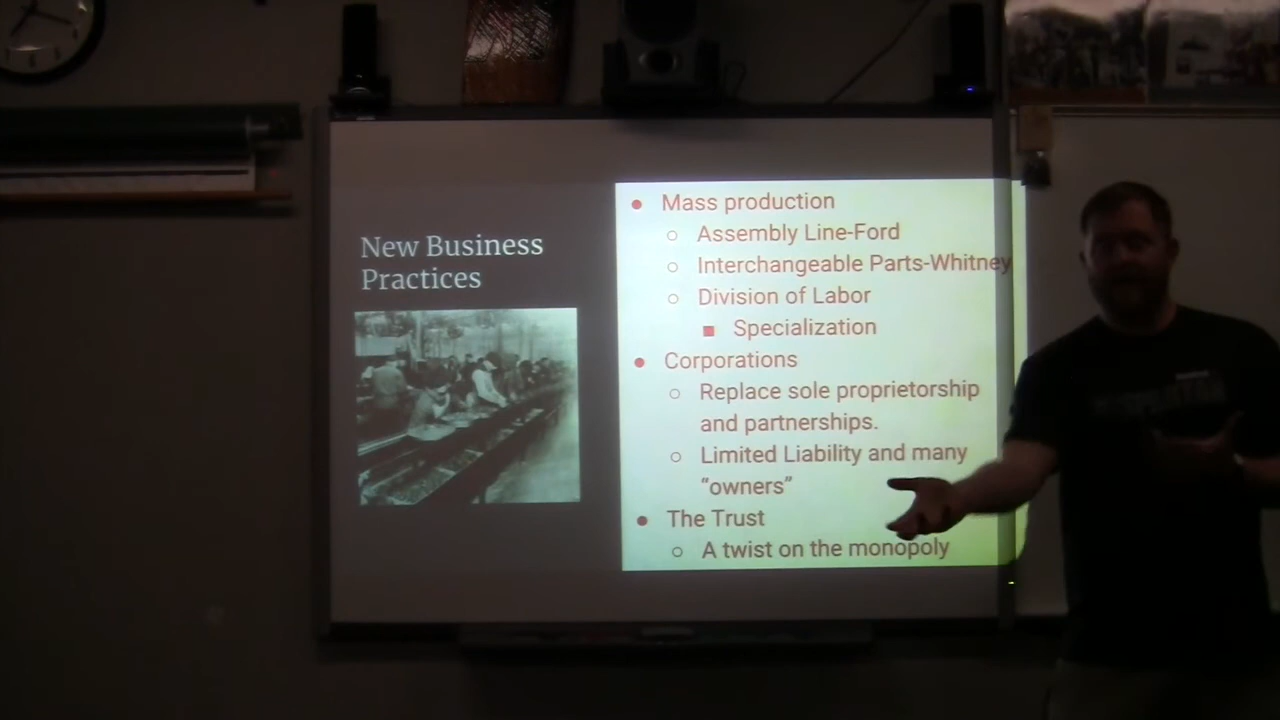 New Business
Practices
Mass production
Assembly Line-Ford
Interchangeable Parts-Whitney
Division of Labor
Specialization
Corporations
Replace sole proprietorship
and partnerships.
Limited Liability and many
“owners”
The Trust
A twist on the monopoly